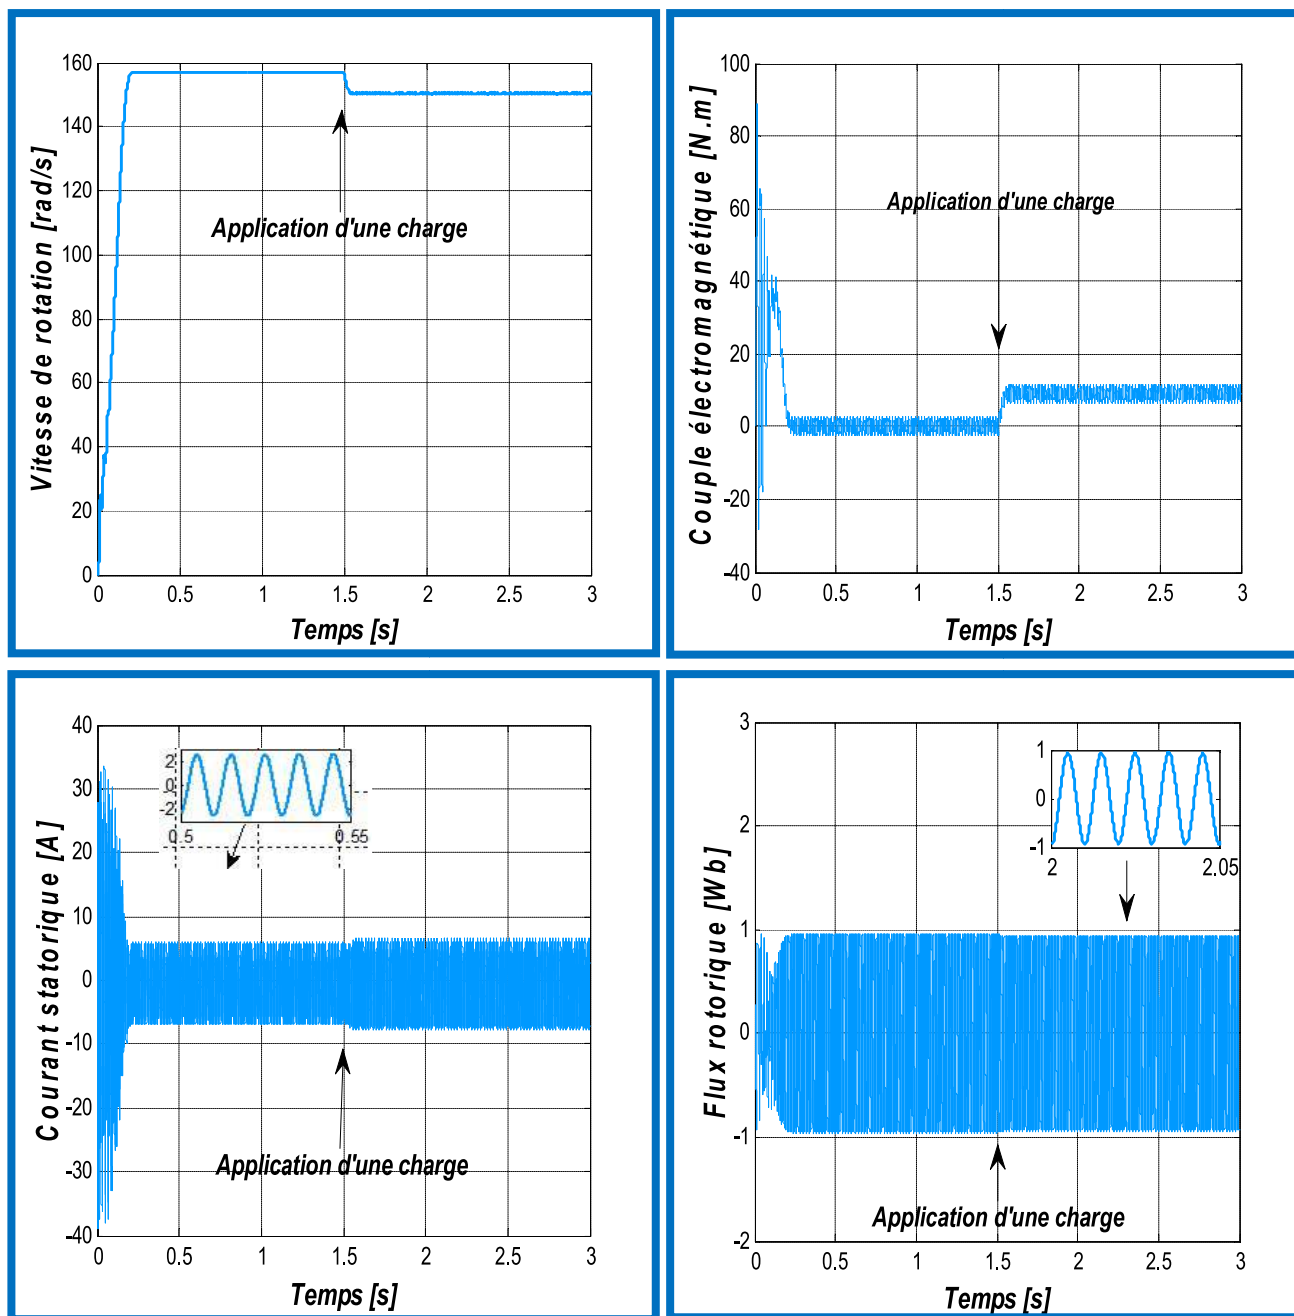 160
140
120
100
80
60
40
20
0
0 0.5 1 1.5 2 2.5 3
Vitesse de rotation [rad/s]
Application d'une charge
Temps [s]
100
80
60
40
20
0
-20
-40
0 0.5 1 1.5 2 2.5 3
Couple électromagnétique [N.m]
Application d'une charge
Temps [s]
40
30
20
10
0
-10
-20
-30
-40
0 0.5 1 1.5 2 2.5 3
Courant statorique [A]
2
0
-2
0.5 0.55
Application d'une charge
Temps [s]
3
2
1
0
-1
-2
0 0.5 1 1.5 2 2.5 3
Flux rotorique [Wb]
1
0
-1
2 2.05
Application d'une charge
Temps [s]